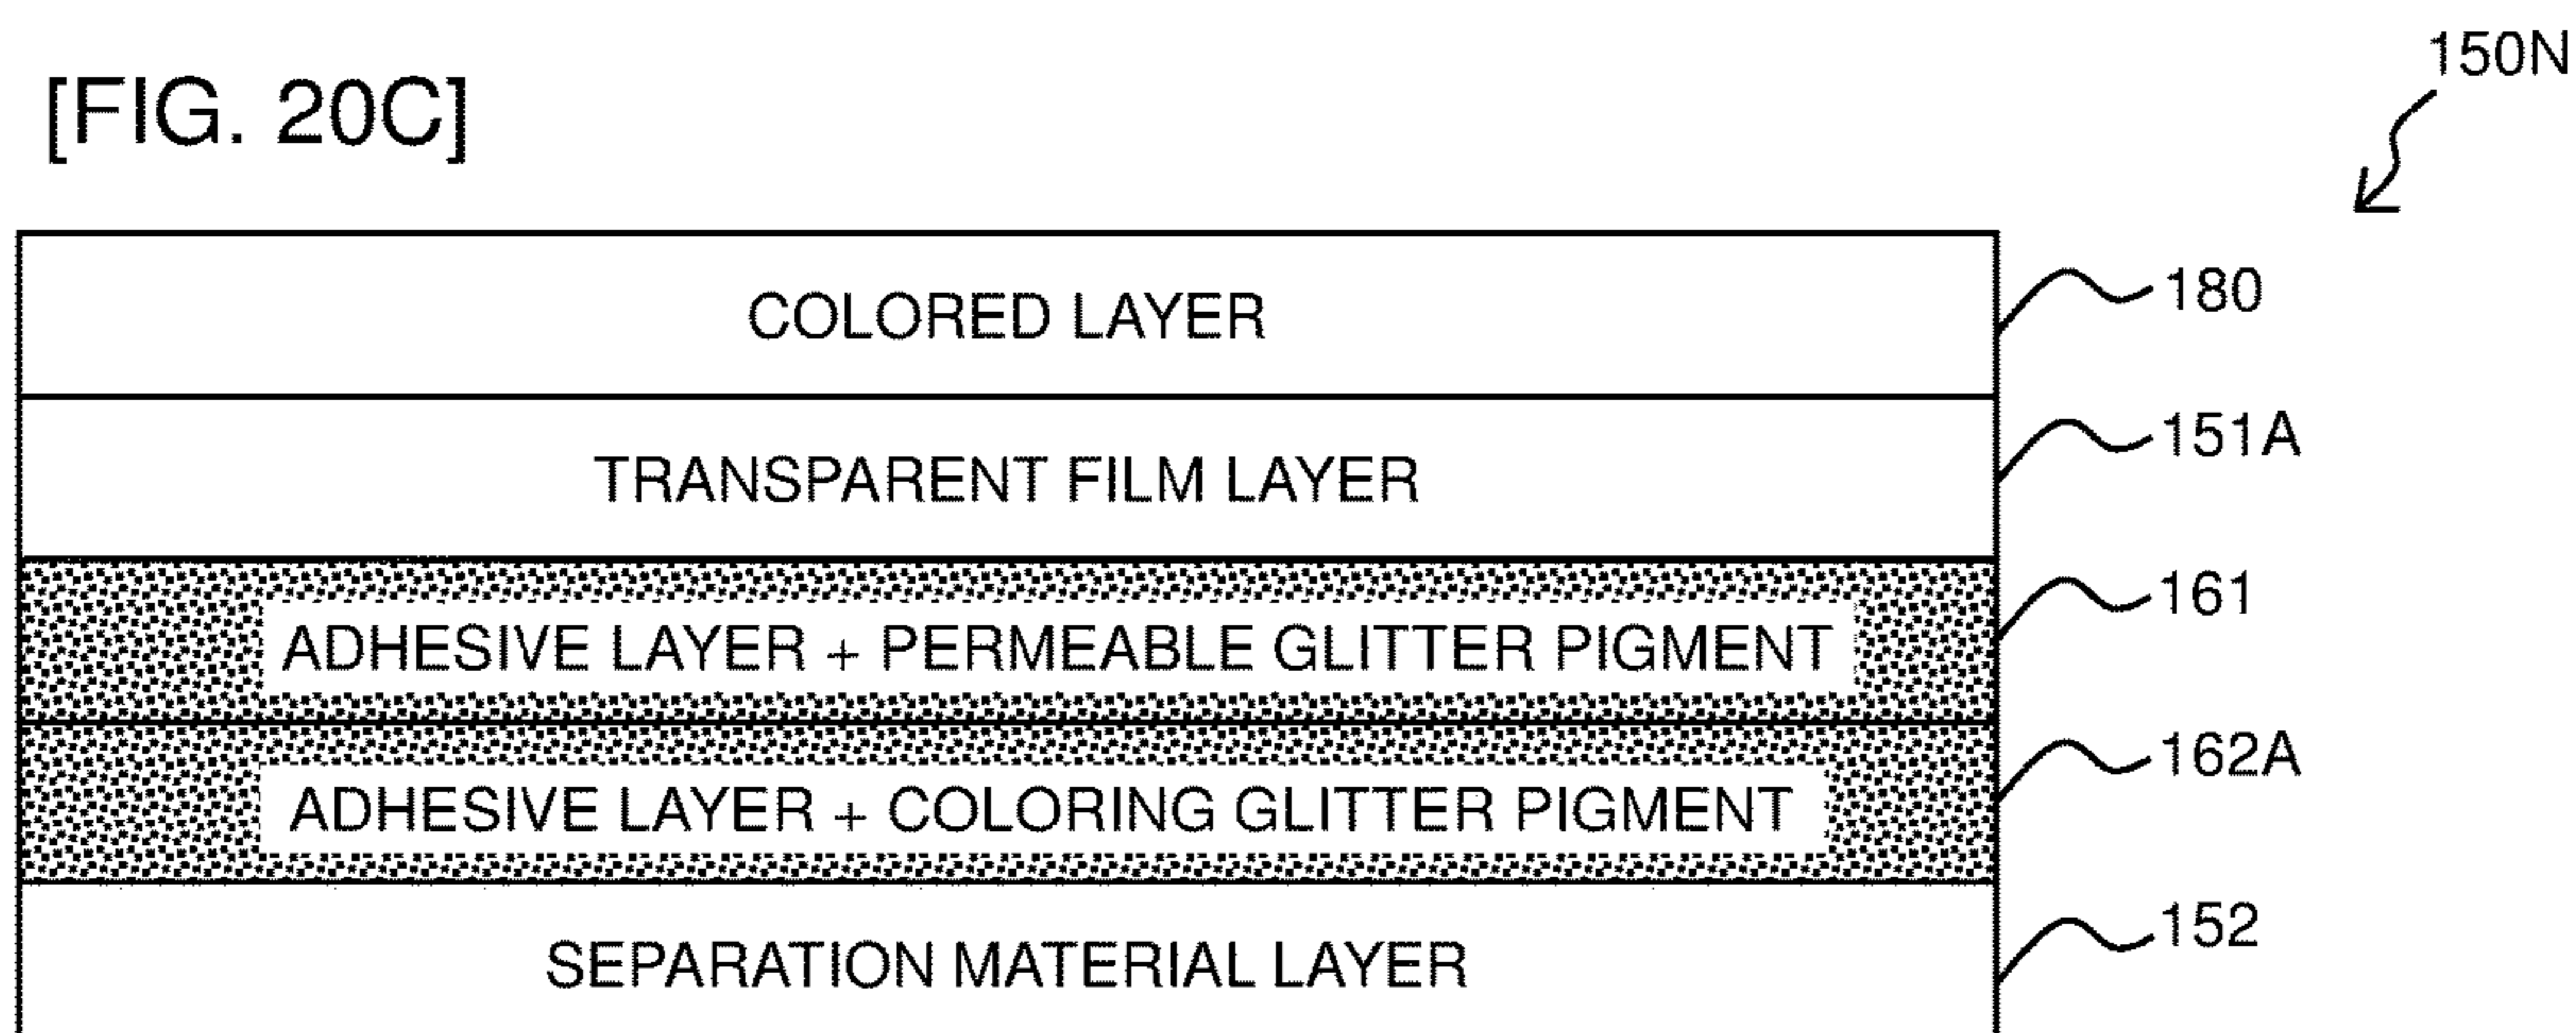 150N
[FIG. 20C]
COLORED LAYER
180
TRANSPARENT FILM LAYER
151A
ADHESIVE LAYER + PERMEABLE GLITTER PIGMENT
161
ADHESIVE LAYER + COLORING GLITTER PIGMENT
162A
SEPARATION MATERIAL LAYER
152